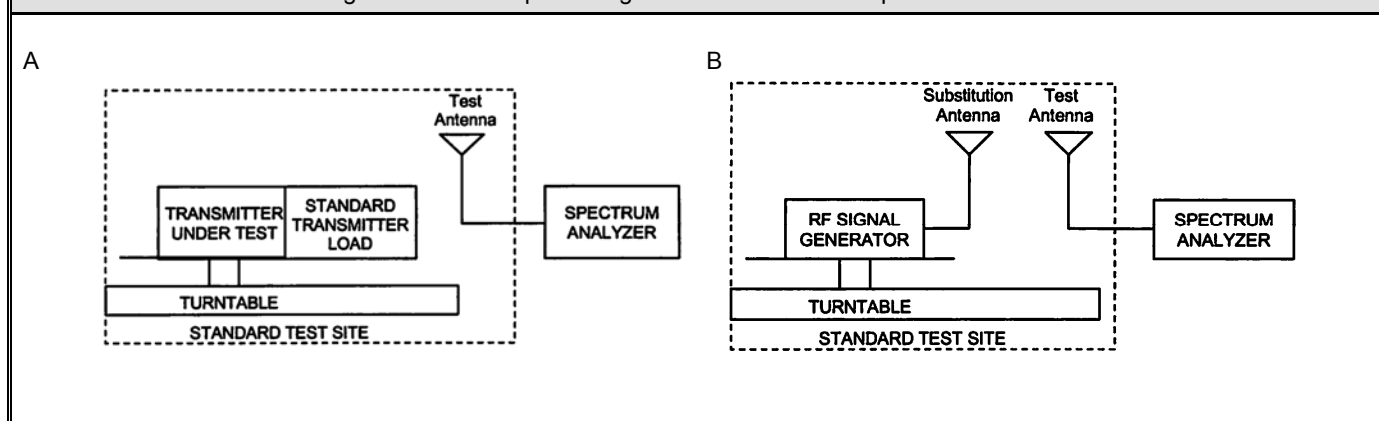 A
Test
Antenna
TRANSMITTER
UNDER TEST
STANDARD
TRANSMITTER
LOAD
SPECTRUM
ANALYZER
TURNTABLE
STANDARD TEST SITE
B
Substitution
Antenna
Test
Antenna
RF SIGNAL
GENERATOR
SPECTRUM
ANALYZER
TURNTABLE
STANDARD TEST SITE